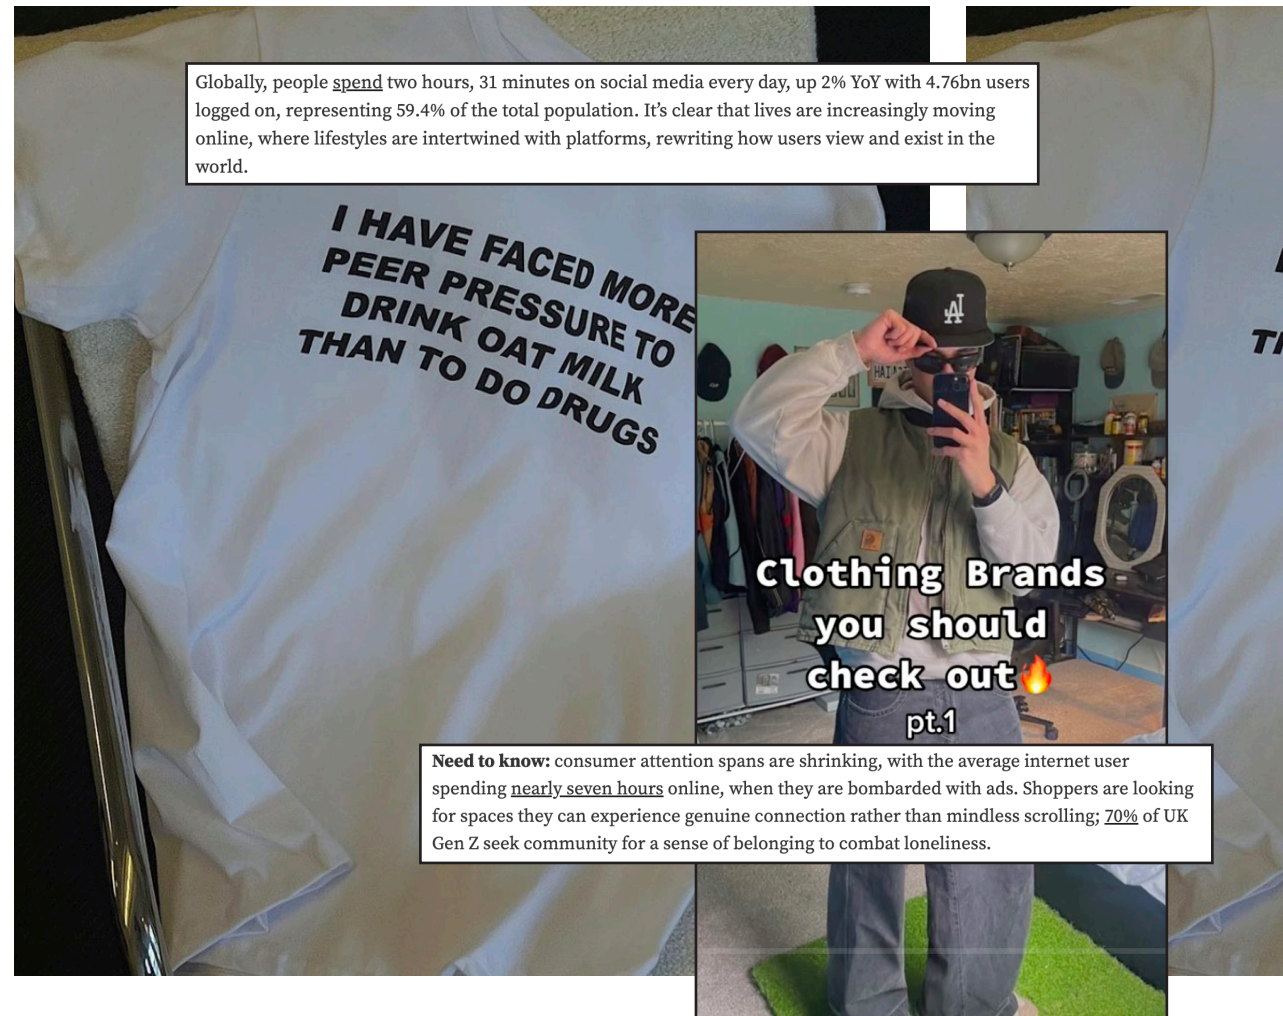 Globally, people spend two hours, 31 minutes on social media every day, up 2% YoY with 4.76bn users
logged on, representing 59.4% of the total population. It’s clear that lives are increasingly moving
online, where lifestyles are intertwined with platforms, rewriting how users view and exist in the
world.
I HAVE FACED MORE
PEER PRESSURE TO
DRINK OAT MILK
THAN TO DO DRUGS
LA
Clothing Brands
you should
check out🔥
pt.1
Need to know: consumer attention spans are shrinking, with the average internet user
spending nearly seven hours online, when they are bombarded with ads. Shoppers are looking
for spaces they can experience genuine connection rather than mindless scrolling; 70% of UK
Gen Z seek community for a sense of belonging to combat loneliness.